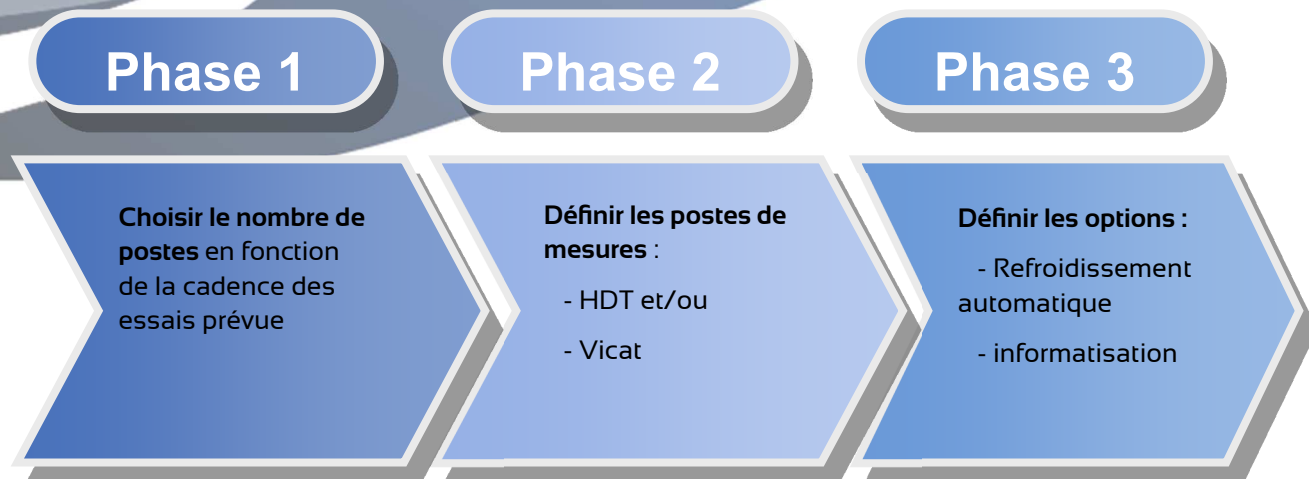 Phase 1
Choisir le nombre de
postes en fonction
de la cadence des
essais prévue
Phase 2
Définir les postes de
mesures :
- HDT et/ou
- Vicat
Phase 3
Définir les options :
- Refroidissement
automatique
- informatisation